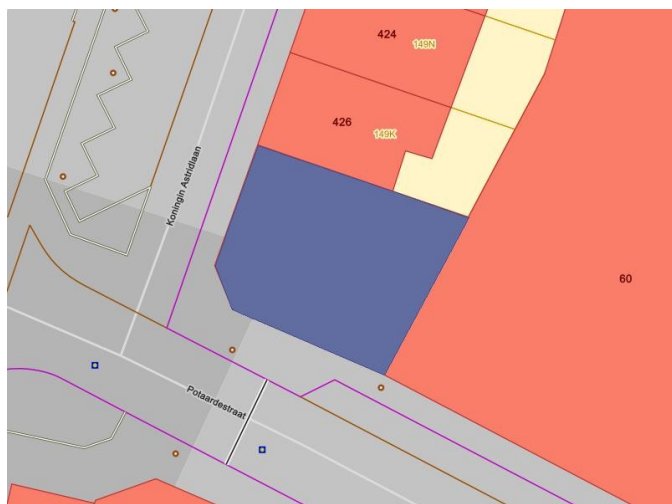 424
149N
426
149K
Koningin Astridlaan
60
Potaardestraat